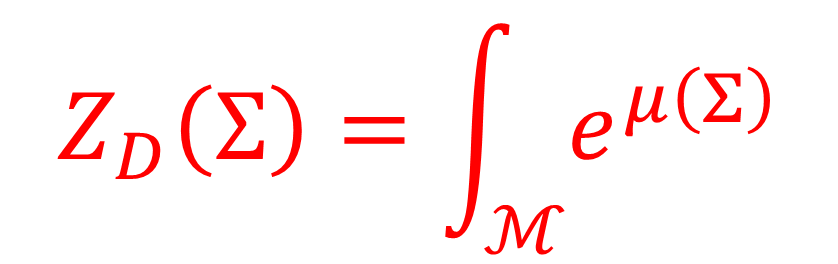 Z_D(Σ) = ∫_ℳ e^{μ(Σ)}